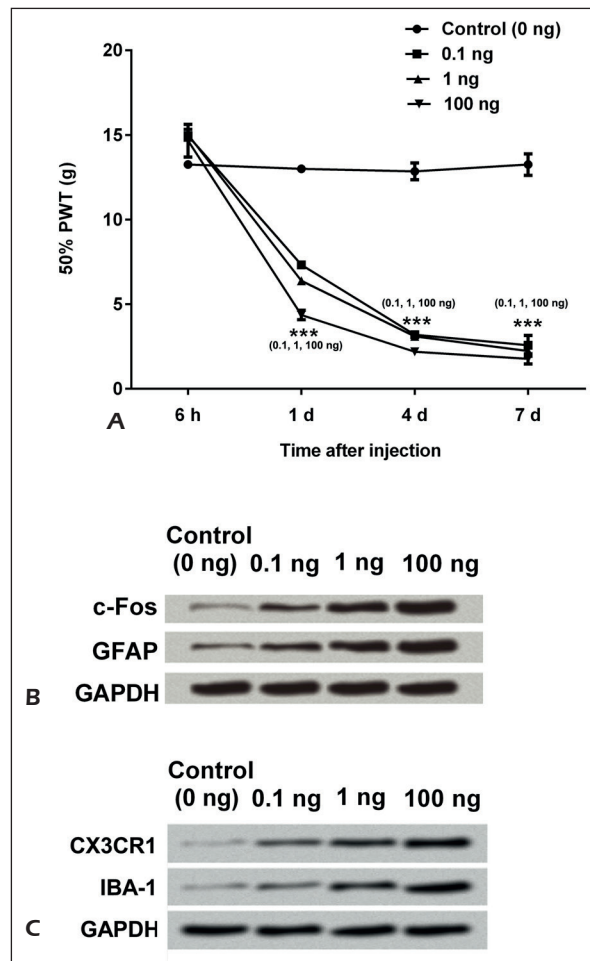 Control (0 ng)
0.1 ng
1 ng
100 ng
20
15
10
5
0
50% PWT (g)
(0.1, 1, 100 ng)
***
(0.1, 1, 100 ng)
***
***
(0.1, 1, 100 ng)
6 h
1 d
4 d
7 d
Time after injection
A
Control
(0 ng) 0.1 ng 1 ng 100 ng
c-Fos
GFAP
GAPDH
B
Control
(0 ng) 0.1 ng 1 ng 100 ng
CX3CR1
IBA-1
GAPDH
C